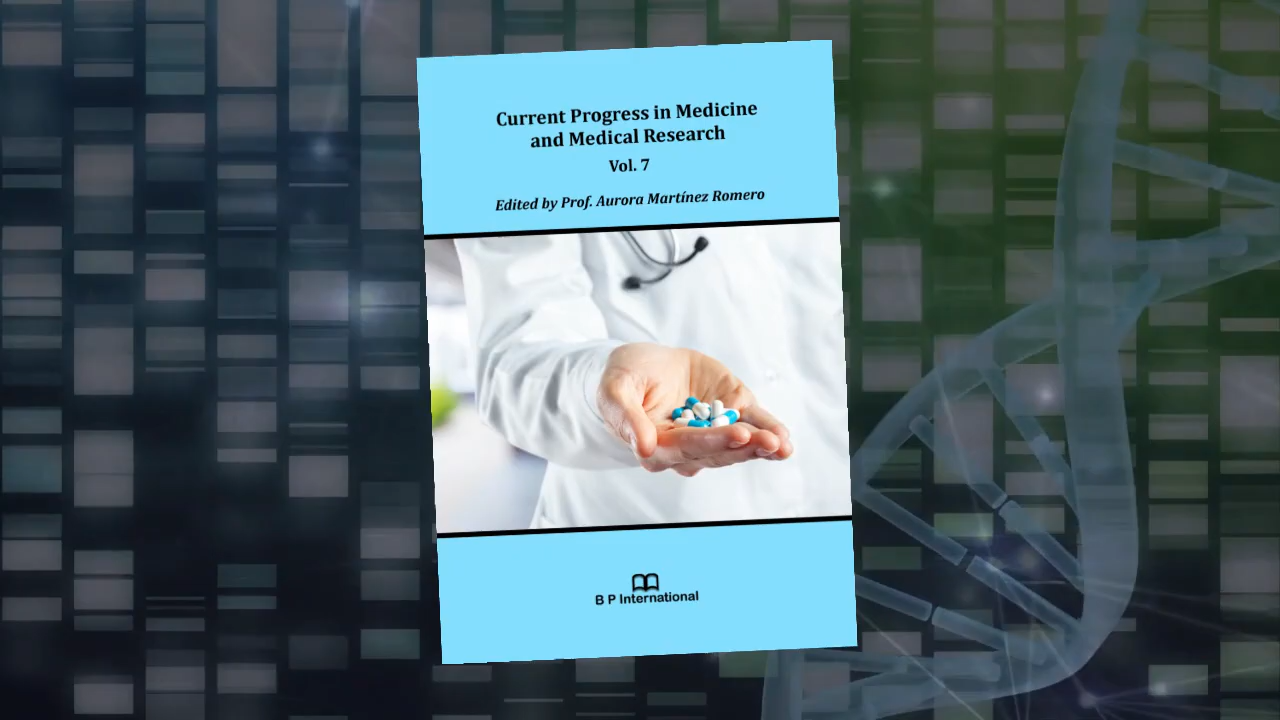 Current Progress in Medicine
and Medical Research
Vol. 7
Edited by Prof. Aurora Martínez Romero
B P International